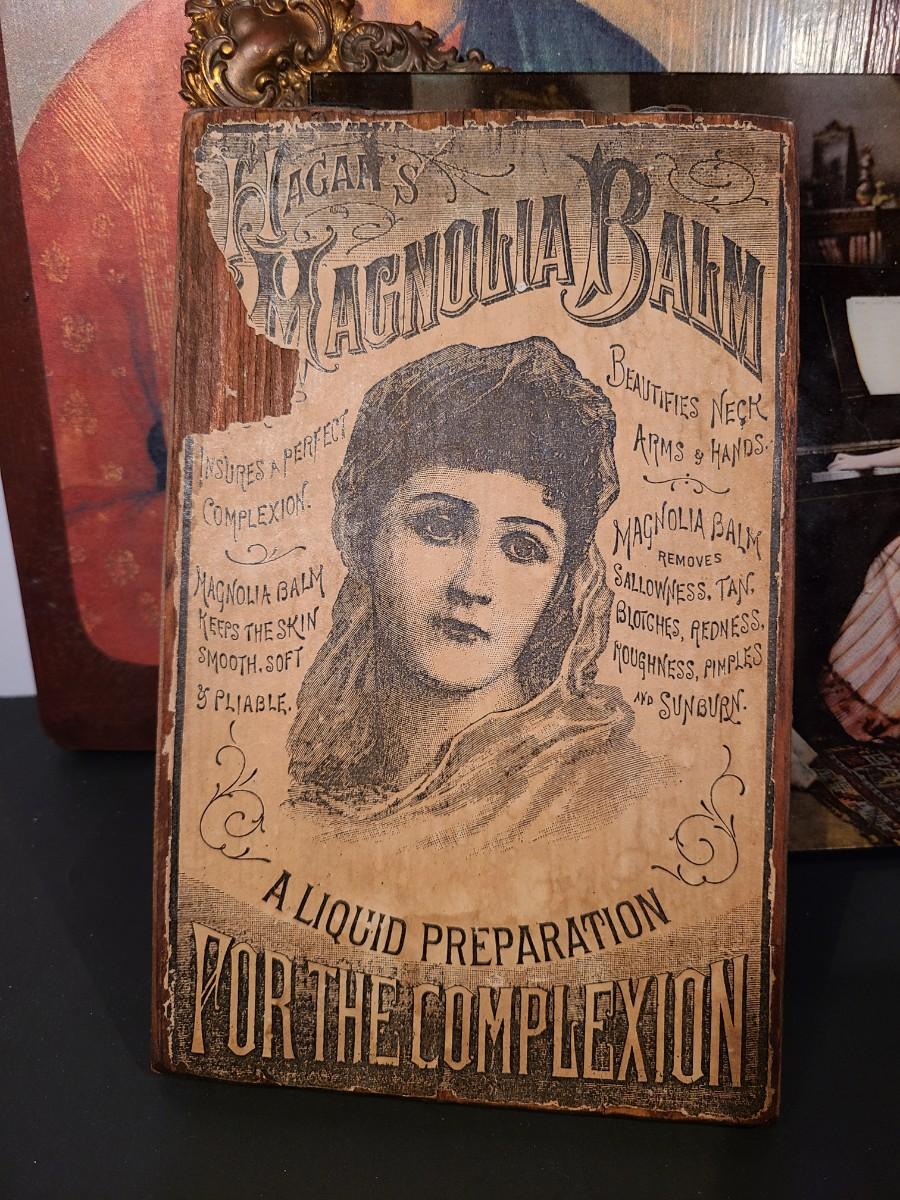 HAGAN'S
MAGNOLIA BALM
INSURES A PERFECT
COMPLEXION.
MAGNOLIA BALM
KEEPS THE SKIN
SMOOTH, SOFT
& PLIABLE.
BEAUTIFIES NECK
ARMS & HANDS.
MAGNOLIA BALM
REMOVES
SALLOWNESS, TAN,
BLOTCHES, REDNESS,
ROUGHNESS, PIMPLES
AND SUNBURN.
A LIQUID PREPARATION
FOR THE COMPLEXION